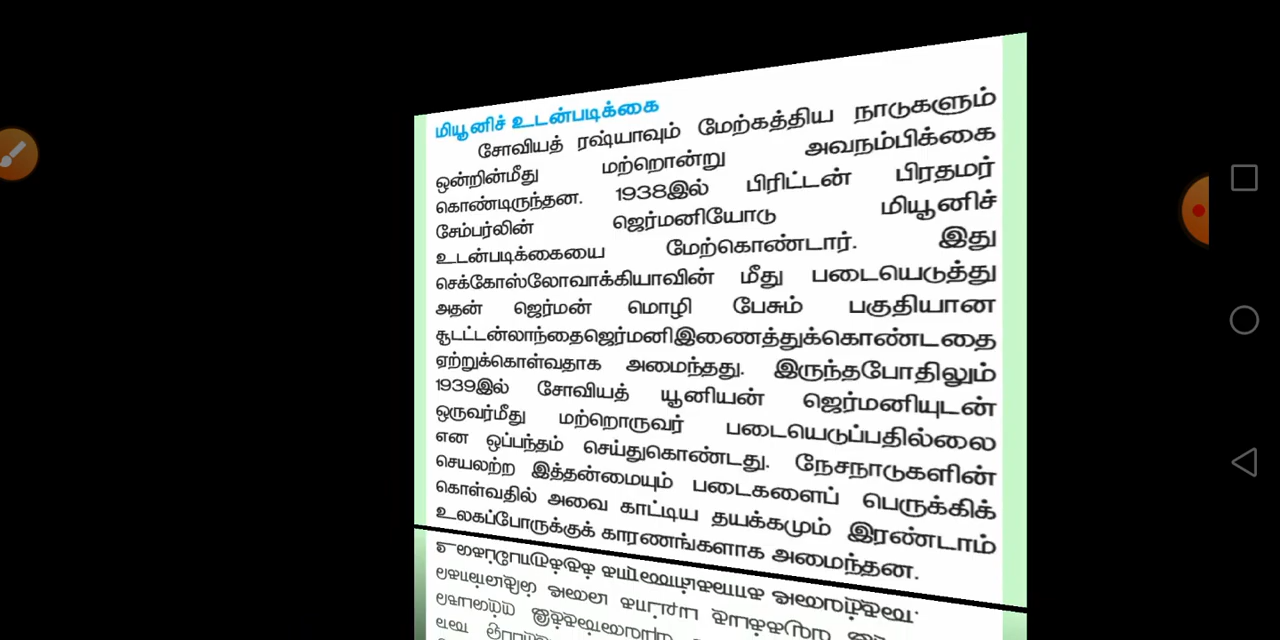 மியூனிச் உடன்படிக்கை
சோவியத் ரஷ்யாவும் மேற்கத்திய நாடுகளும்
ஒன்றின்மீது மற்றொன்று அவநம்பிக்கை
கொண்டிருந்தன. 1938இல் பிரிட்டன் பிரதமர்
சேம்பர்லின் ஜெர்மனியோடு மியூனிச்
உடன்படிக்கையை மேற்கொண்டார். இது
செக்கோஸ்லோவாக்கியாவின் மீது படையெடுத்து
அதன் ஜெர்மன் மொழி பேசும் பகுதியான
சூடட்டன்லாந்தைஜெர்மனிஇணைத்துக்கொண்டதை
ஏற்றுக்கொள்வதாக அமைந்தது. இருந்தபோதிலும்
1939இல் சோவியத் யூனியன் ஜெர்மனியுடன்
ஒருவர்மீது மற்றொருவர் படையெடுப்பதில்லை
என ஒப்பந்தம் செய்துகொண்டது. நேசநாடுகளின்
செயலற்ற இத்தன்மையும் படைகளைப் பெருக்கிக்
கொள்வதில் அவை காட்டிய தயக்கமும் இரண்டாம்
உலகப்போருக்குக் காரணங்களாக அமைந்தன.